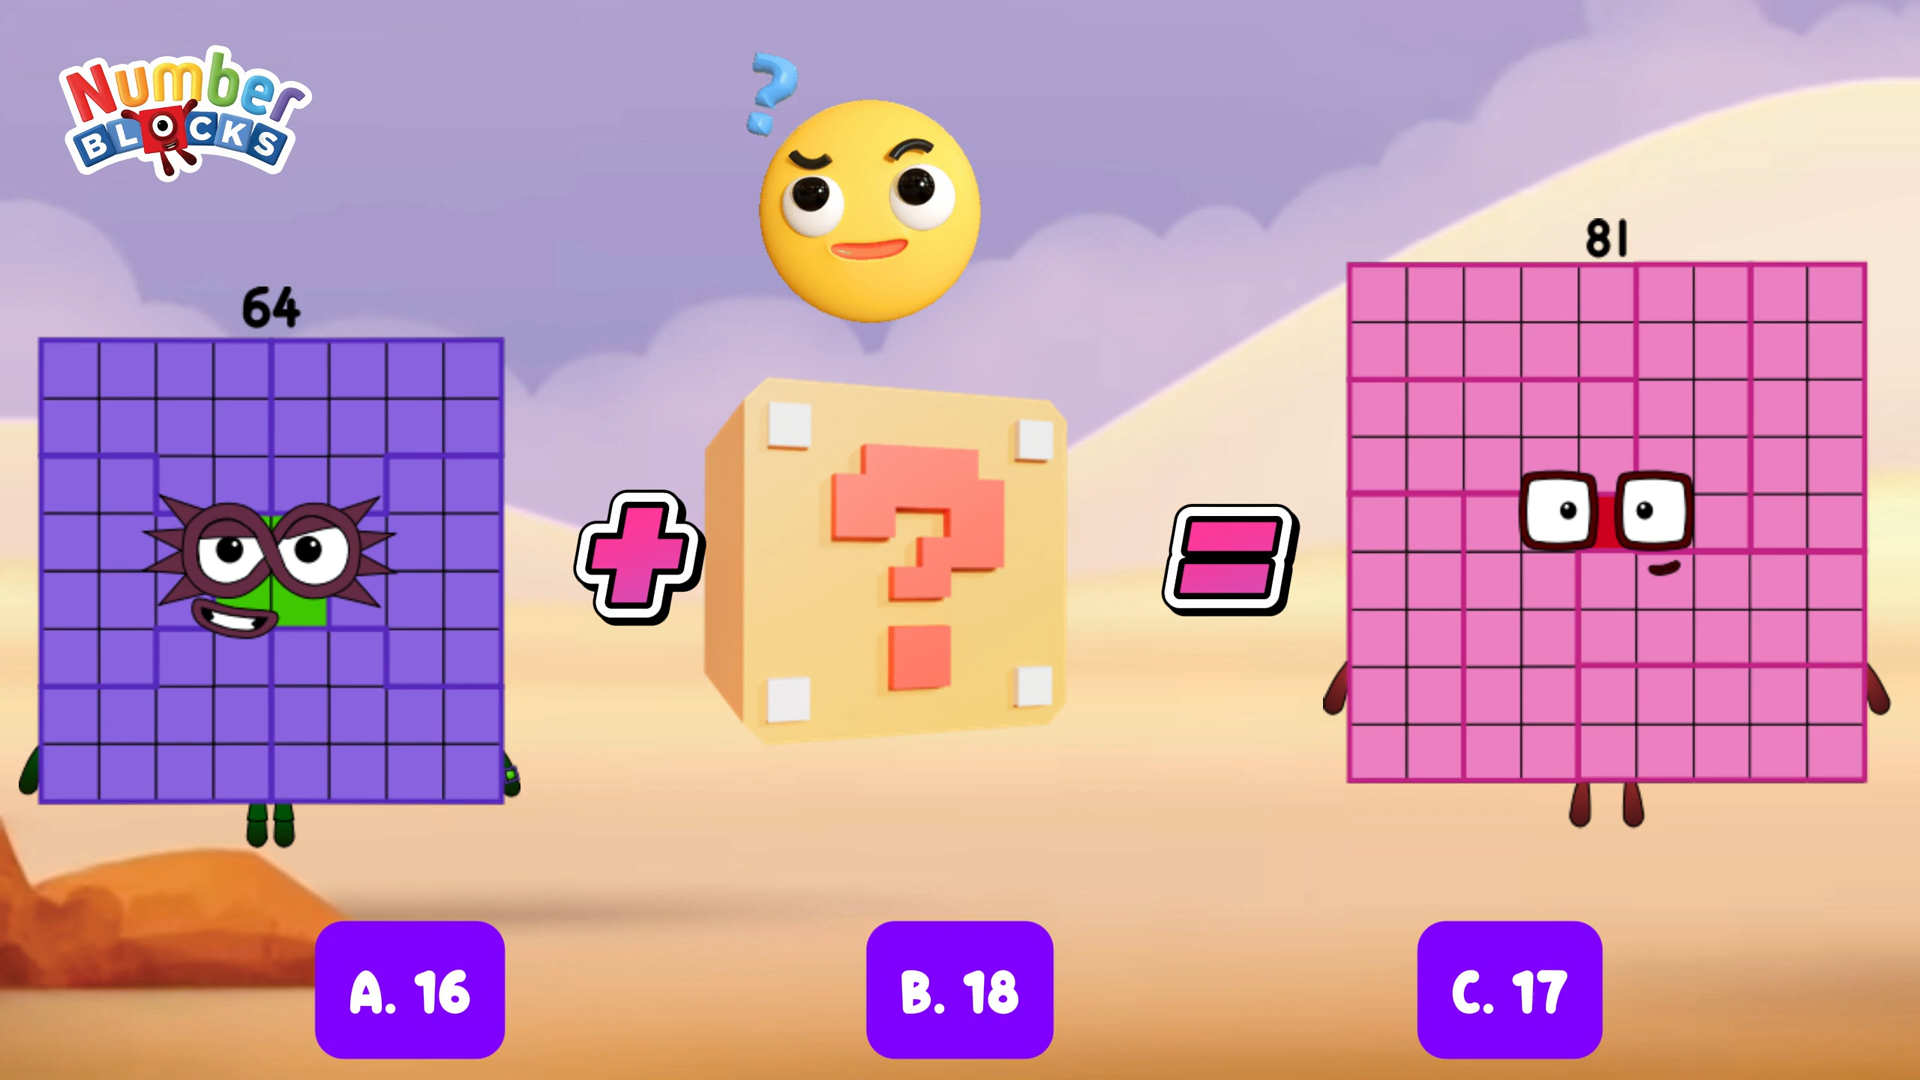 Number
BLOCKS
?
81
64
+
?
=
A. 16
B. 18
C. 17